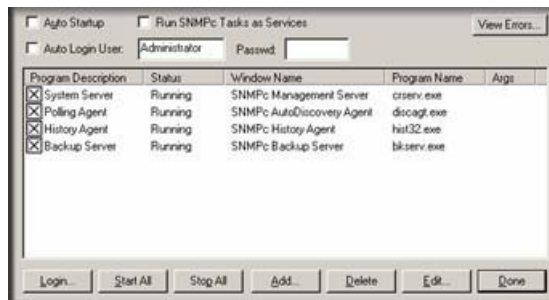 Auto Startup Run SNMPc Tasks as Services View Errors...
Auto Login User: Administrator Passwd:
Program Description Status Window Name Program Name Args
System Server Running SNMPc Management Server crserv.exe
Polling Agent Running SNMPc AutoDiscovery Agent discagt.exe
History Agent Running SNMPc History Agent hist32.exe
Backup Server Running SNMPc Backup Server bkserv.exe
Login... Start All Stop All Add... Delete Edit... Done